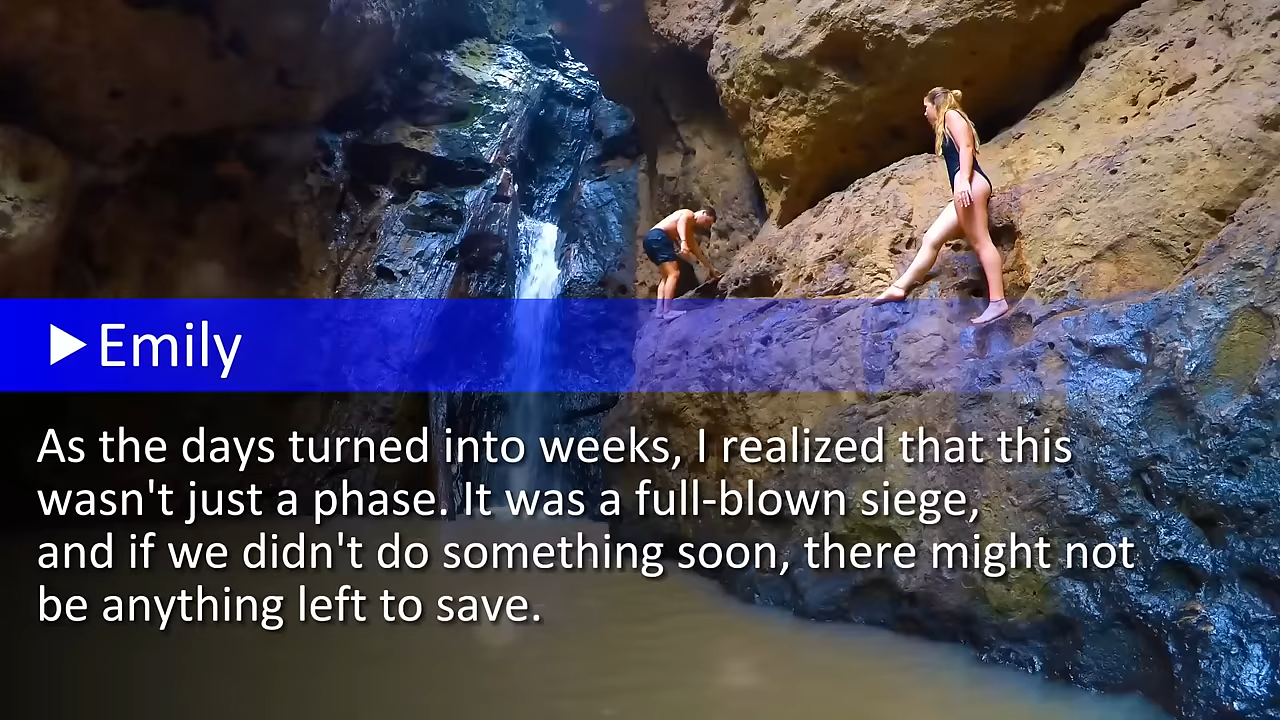 Emily
As the days turned into weeks, I realized that this
wasn't just a phase. It was a full-blown siege,
and if we didn't do something soon, there might not
be anything left to save.